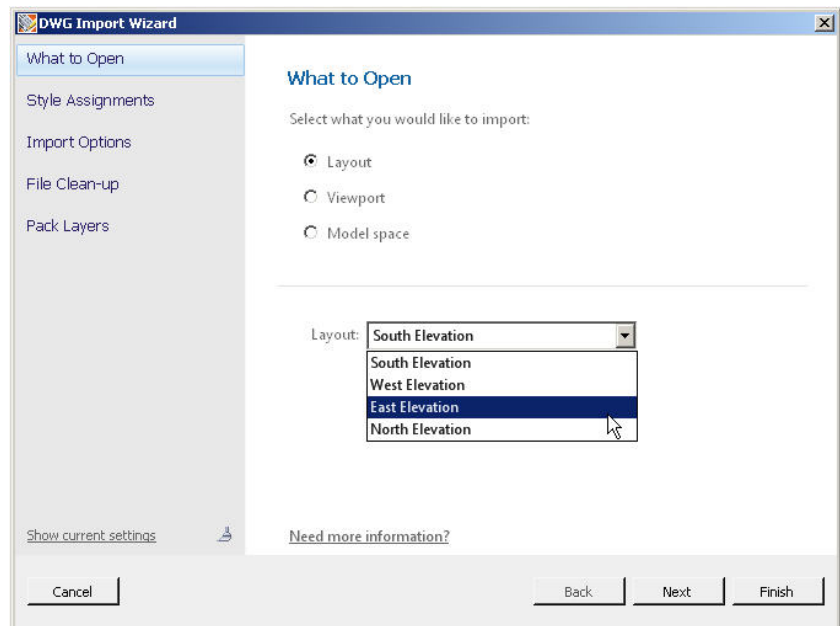 DWG Import Wizard
What to Open
Style Assignments
Import Options
File Clean-up
Pack Layers
Show current settings
What to Open
Select what you would like to import:
Layout
Viewport
Model space
Layout: South Elevation
South Elevation
West Elevation
East Elevation
North Elevation
Need more information?
Cancel Back Next Finish